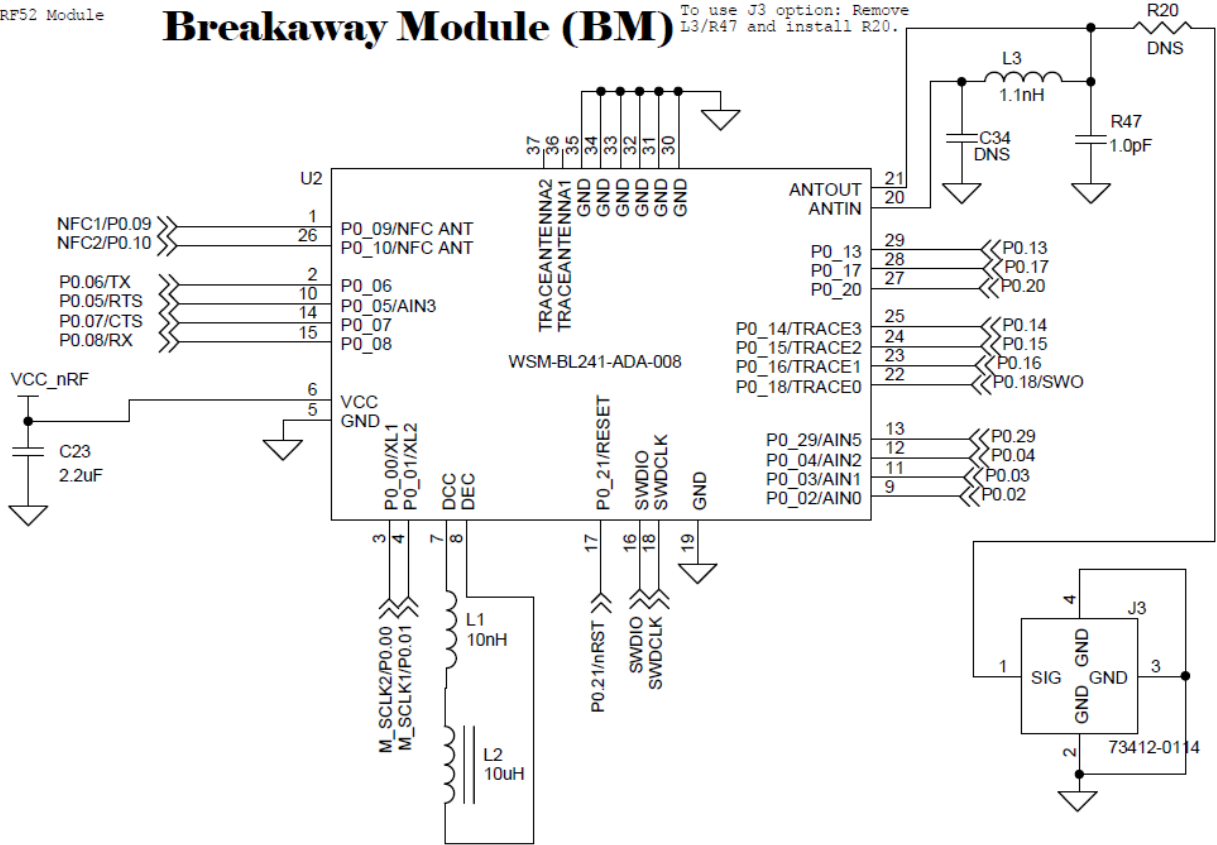 RF52 Module
Breakaway Module (BM)
To use J3 option: Remove
L3/R47 and install R20.
R20
DNS
L3
1.1nH
C34
DNS
R47
1.0pF
U2
37
36
35
34
33
32
31
30
TRACEANTENNA2
TRACEANTENNA1
GND
GND
GND
GND
GND
GND
ANTOUT 21
ANTIN 20
NFC1/P0.09 1 P0_09/NFC ANT
NFC2/P0.10 26 P0_10/NFC ANT
P0.06/TX 2 P0_06
P0.05/RTS 10 P0_05/AIN3
P0.07/CTS 14 P0_07
P0.08/RX 15 P0_08
P0_13 29 P0.13
P0_17 28 P0.17
P0_20 27 P0.20
P0_14/TRACE3 25 P0.14
P0_15/TRACE2 24 P0.15
P0_16/TRACE1 23 P0.16
P0_18/TRACE0 22 P0.18/SWO
WSM-BL241-ADA-008
VCC_nRF
6 VCC
5 GND
C23
2.2uF
P0_29/AIN5 13 P0.29
P0_04/AIN2 12 P0.04
P0_03/AIN1 11 P0.03
P0_02/AIN0 9 P0.02
P0_00/XL1
P0_01/XL2
DCC
DEC
P0_21/RESET
SWDIO
SWDCLK
GND
3
4
7
8
17
16
18
19
M_SCLK2/P0.00
M_SCLK1/P0.01
P0.21/nRST
SWDIO
SWDCLK
L1
10nH
L2
10uH
J3
4
GND
1 SIG
GND 3
GND
2
73412-0114